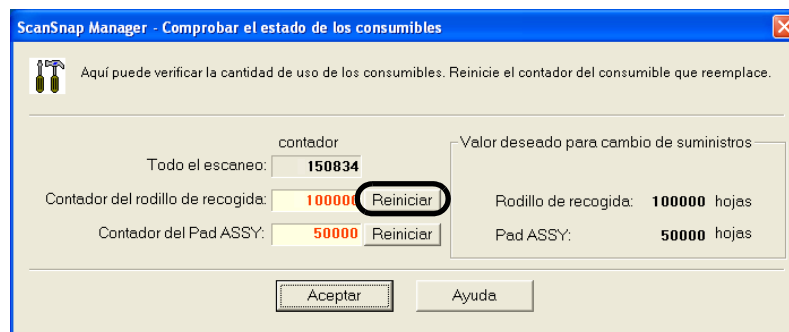 ScanSnap Manager - Comprobar el estado de los consumibles
Aquí puede verificar la cantidad de uso de los consumibles. Reinicie el contador del consumible que reemplace.
contador
Todo el escaneo: 150834
Contador del rodillo de recogida: 100000 Reiniciar
Contador del Pad ASSY: 50000 Reiniciar
Valor deseado para cambio de suministros
Rodillo de recogida: 100000 hojas
Pad ASSY: 50000 hojas
Aceptar
Ayuda